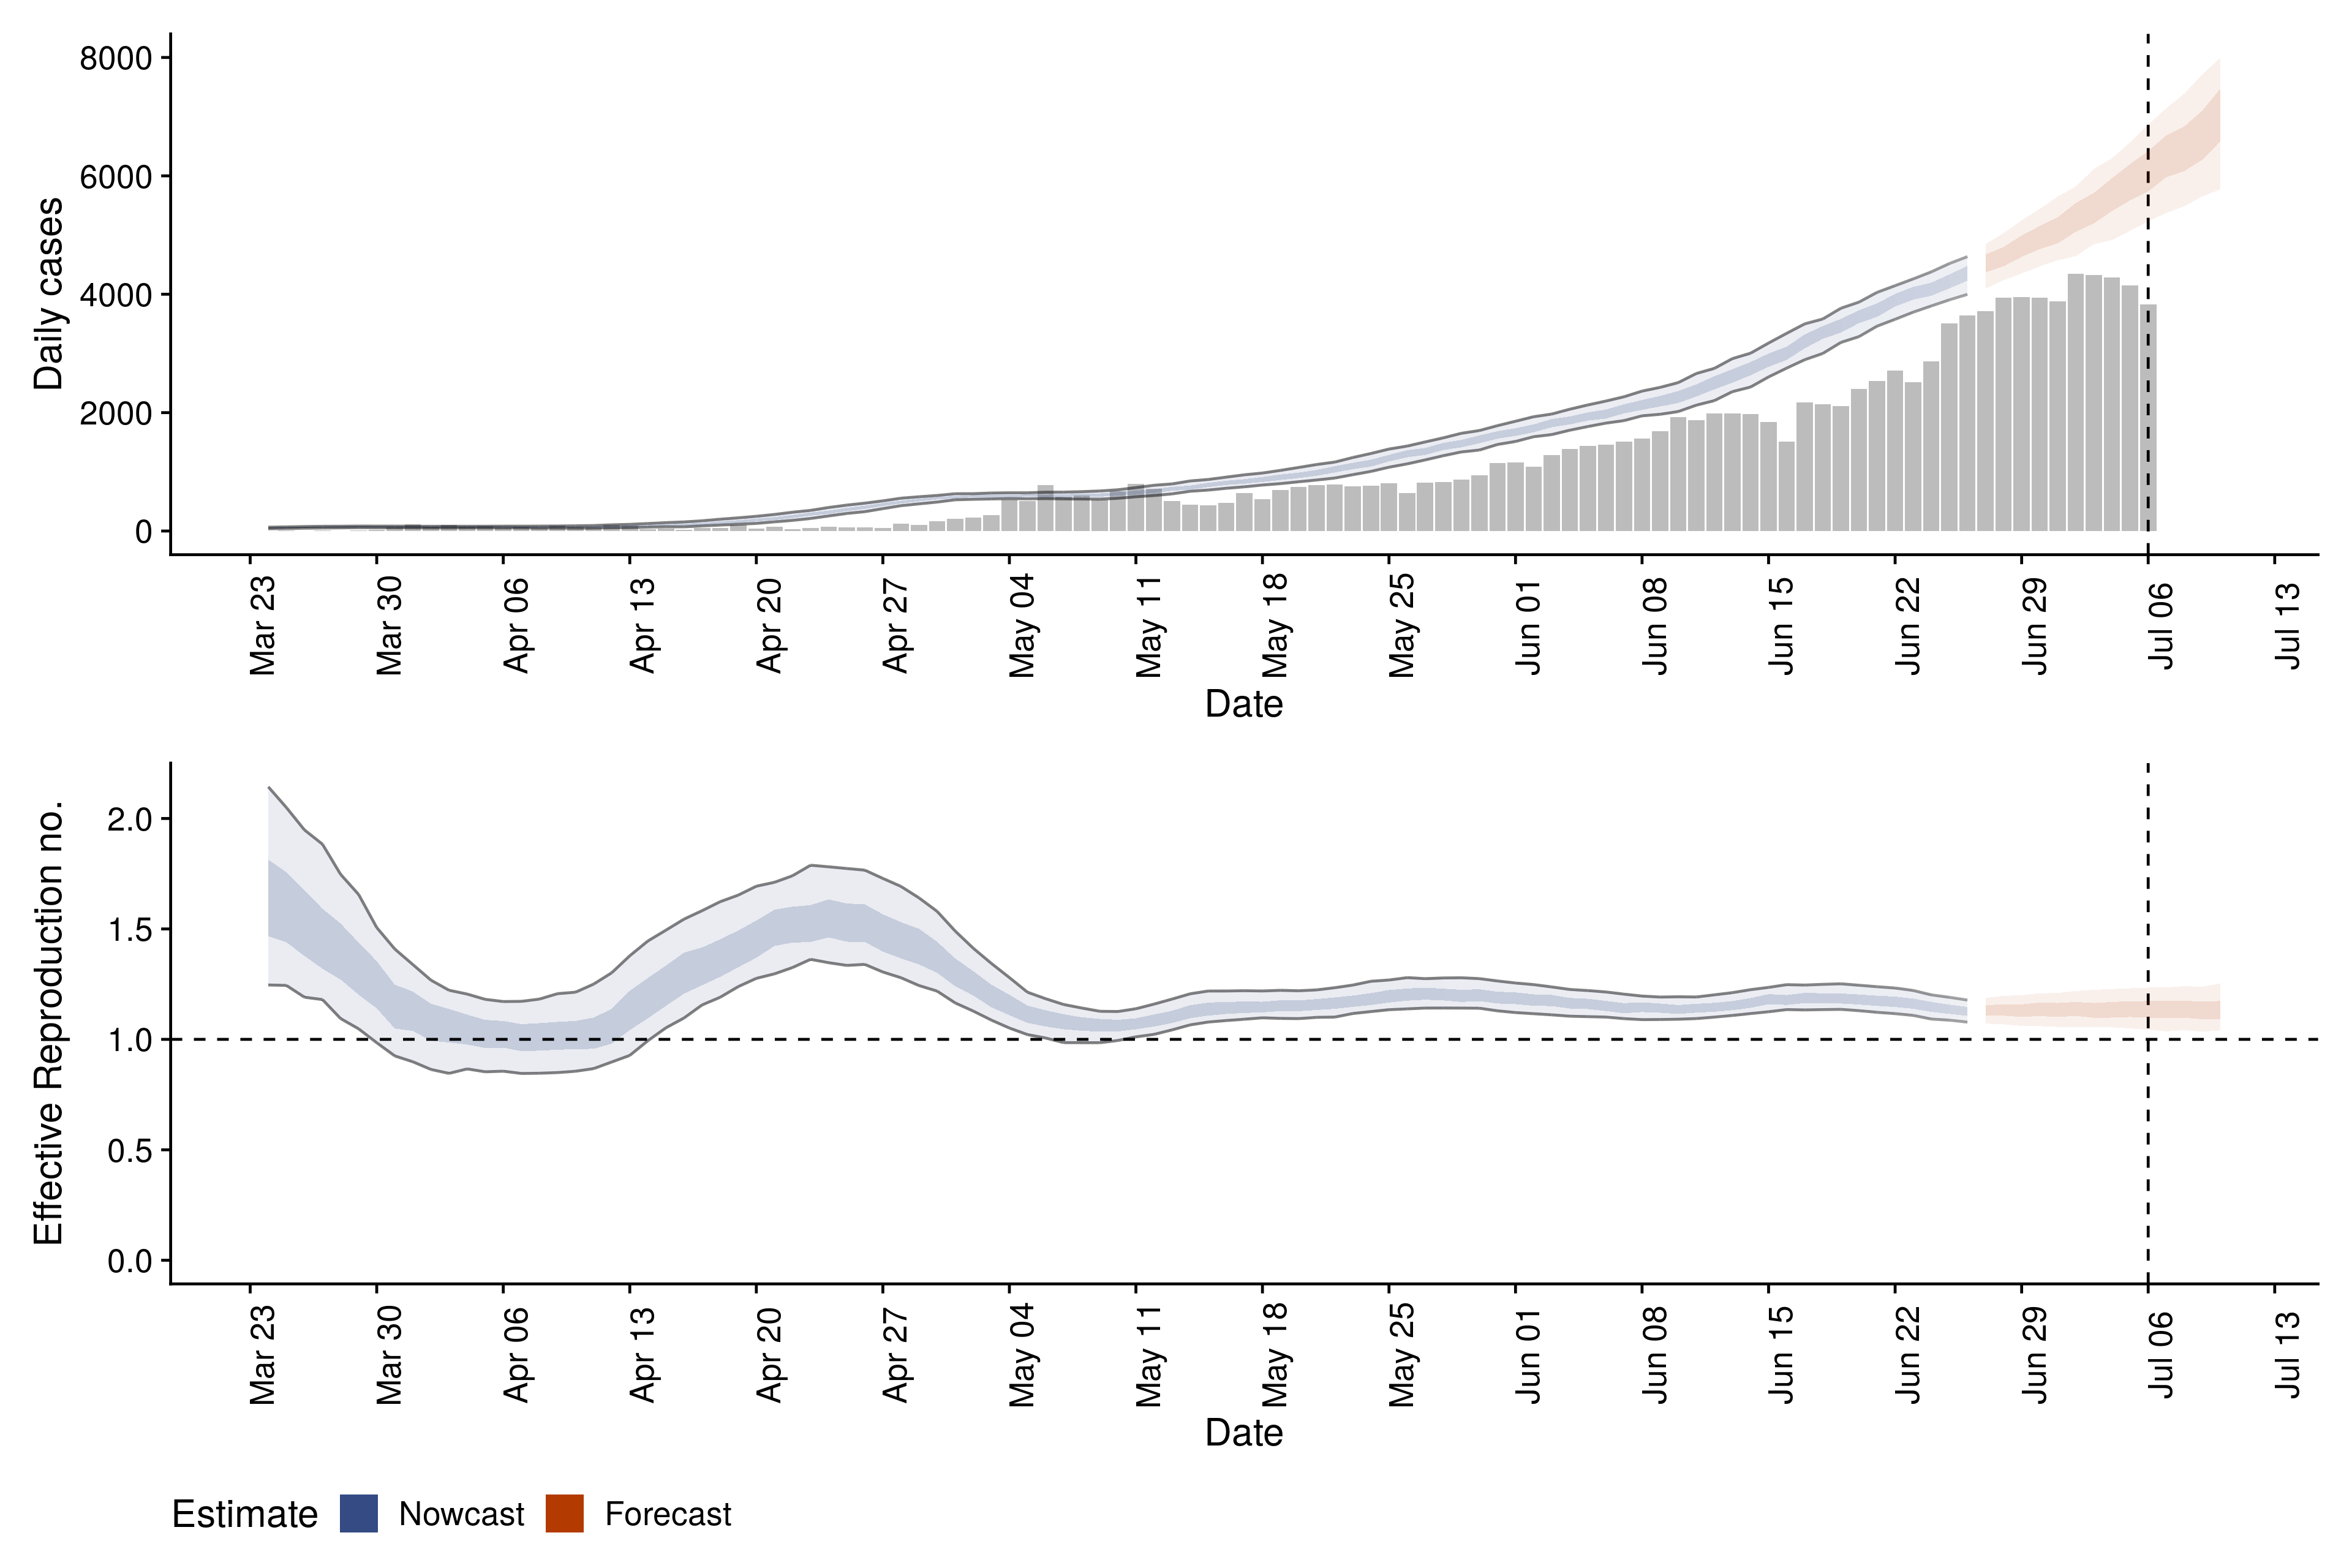 Daily cases
8000
6000
4000
2000
0
Mar 23 Mar 30 Apr 06 Apr 13 Apr 20 Apr 27 May 04 May 11 May 18 May 25 Jun 01 Jun 08 Jun 15 Jun 22 Jun 29 Jul 06 Jul 13
Date
Effective Reproduction no.
2.0
1.5
1.0
0.5
0.0
Mar 23 Mar 30 Apr 06 Apr 13 Apr 20 Apr 27 May 04 May 11 May 18 May 25 Jun 01 Jun 08 Jun 15 Jun 22 Jun 29 Jul 06 Jul 13
Date
Estimate Nowcast Forecast